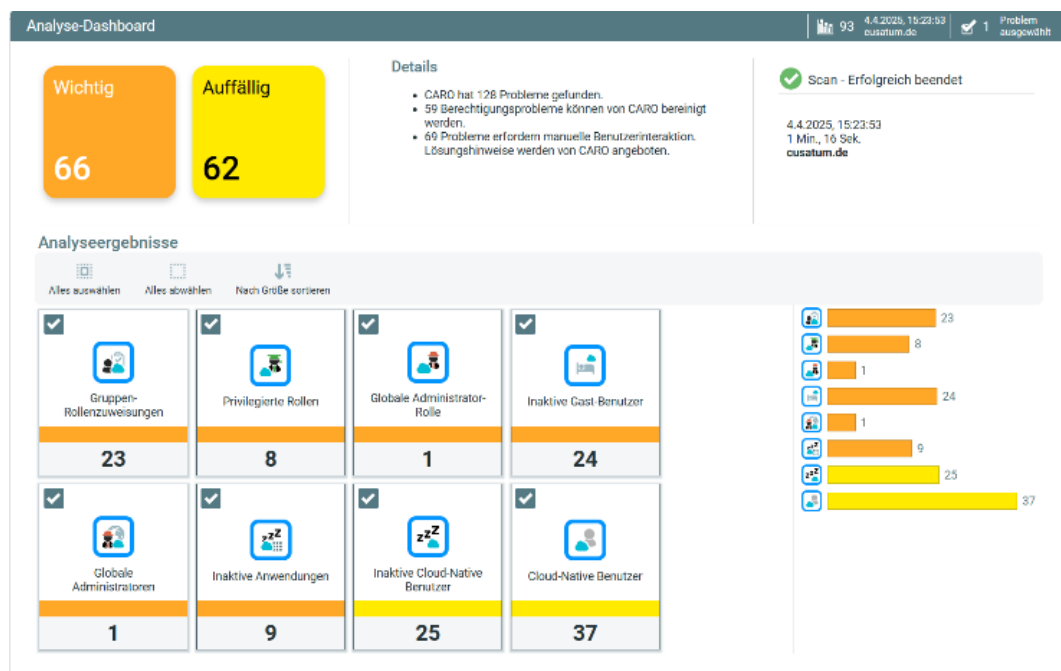 Analyse-Dashboard
93
4.4.2025, 15:23:53
cusatum.de
1
Problem
ausgewählt
Wichtig
66
Auffällig
62
Details
• CARO hat 128 Probleme gefunden.
• 59 Berechtigungsprobleme können von CARO bereinigt
werden.
• 69 Probleme erfordern manuelle Benutzerinteraktion.
Lösungshinweise werden von CARO angeboten.
Scan - Erfolgreich beendet
4.4.2025, 15:23:53
1 Min., 16 Sek.
cusatum.de
Analyseergebnisse
Alles auswählen
Alles abwählen
Nach Größe sortieren
Gruppen-
Rollenzuweisungen
23
Privilegierte Rollen
8
Globale Administrator-
Rolle
1
Inaktive Gast-Benutzer
24
Globale
Administratoren
1
zzZ
Inaktive Anwendungen
9
zzZ
Inaktive Cloud-Native
Benutzer
25
Cloud-Native Benutzer
37
23
8
1
24
1
9
25
37